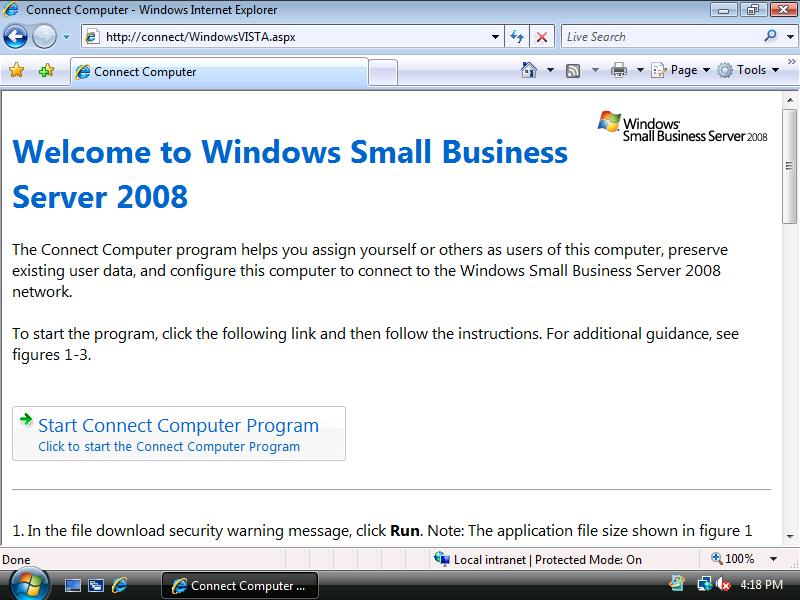 Connect Computer - Windows Internet Explorer
http://connect/WindowsVISTA.aspx
Live Search
Connect Computer
Page
Tools
Windows
Small Business Server 2008
Welcome to Windows Small Business
Server 2008
The Connect Computer program helps you assign yourself or others as users of this computer, preserve
existing user data, and configure this computer to connect to the Windows Small Business Server 2008
network.
To start the program, click the following link and then follow the instructions. For additional guidance, see
figures 1-3.
Start Connect Computer Program
Click to start the Connect Computer Program
1. In the file download security warning message, click Run. Note: The application file size shown in figure 1
Done
Local intranet | Protected Mode: On
100%
Connect Computer ...
4:18 PM